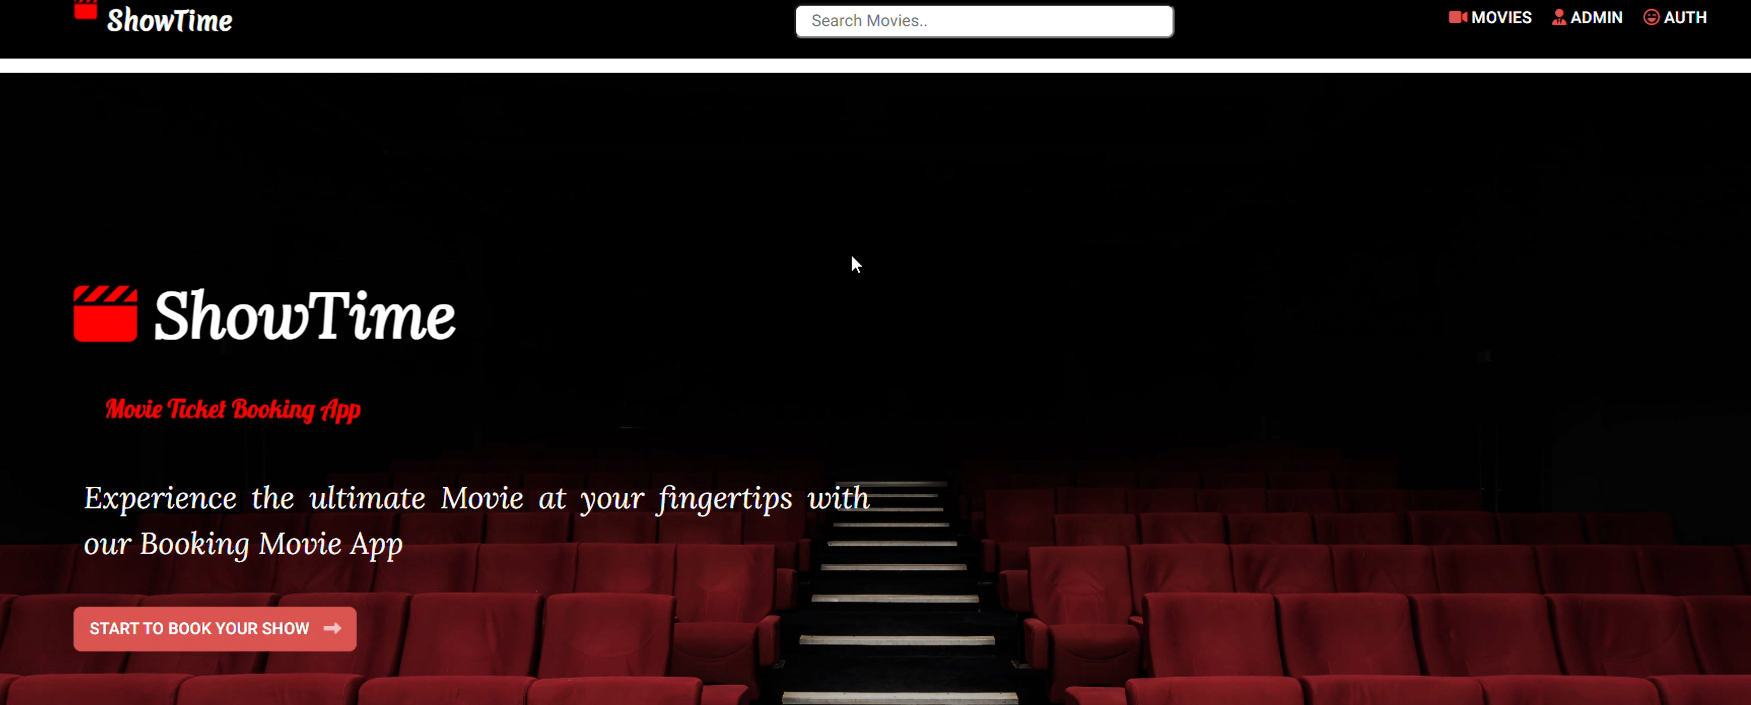 ShowTime
Search Movies..
MOVIES ADMIN AUTH
ShowTime
Movie Ticket Booking App
Experience the ultimate Movie at your fingertips with
our Booking Movie App
START TO BOOK YOUR SHOW